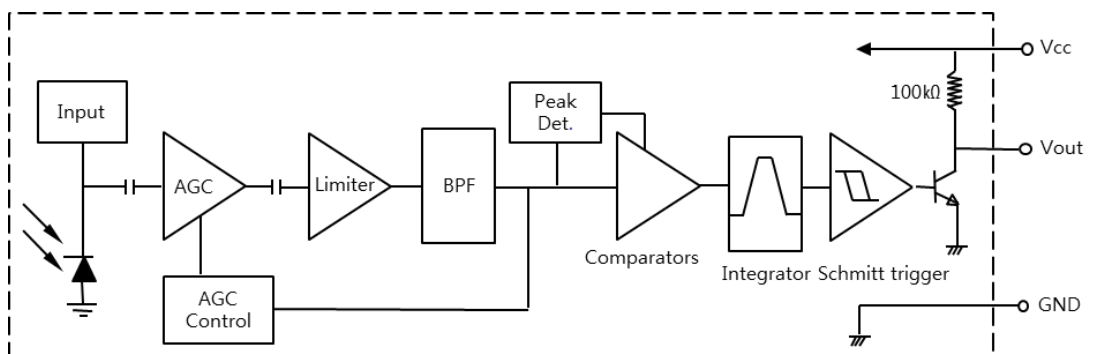 Vcc
100kΩ
Input
Peak
Det.
Vout
AGC
Limiter
BPF
Comparators
Integrator
Schmitt trigger
AGC
Control
GND